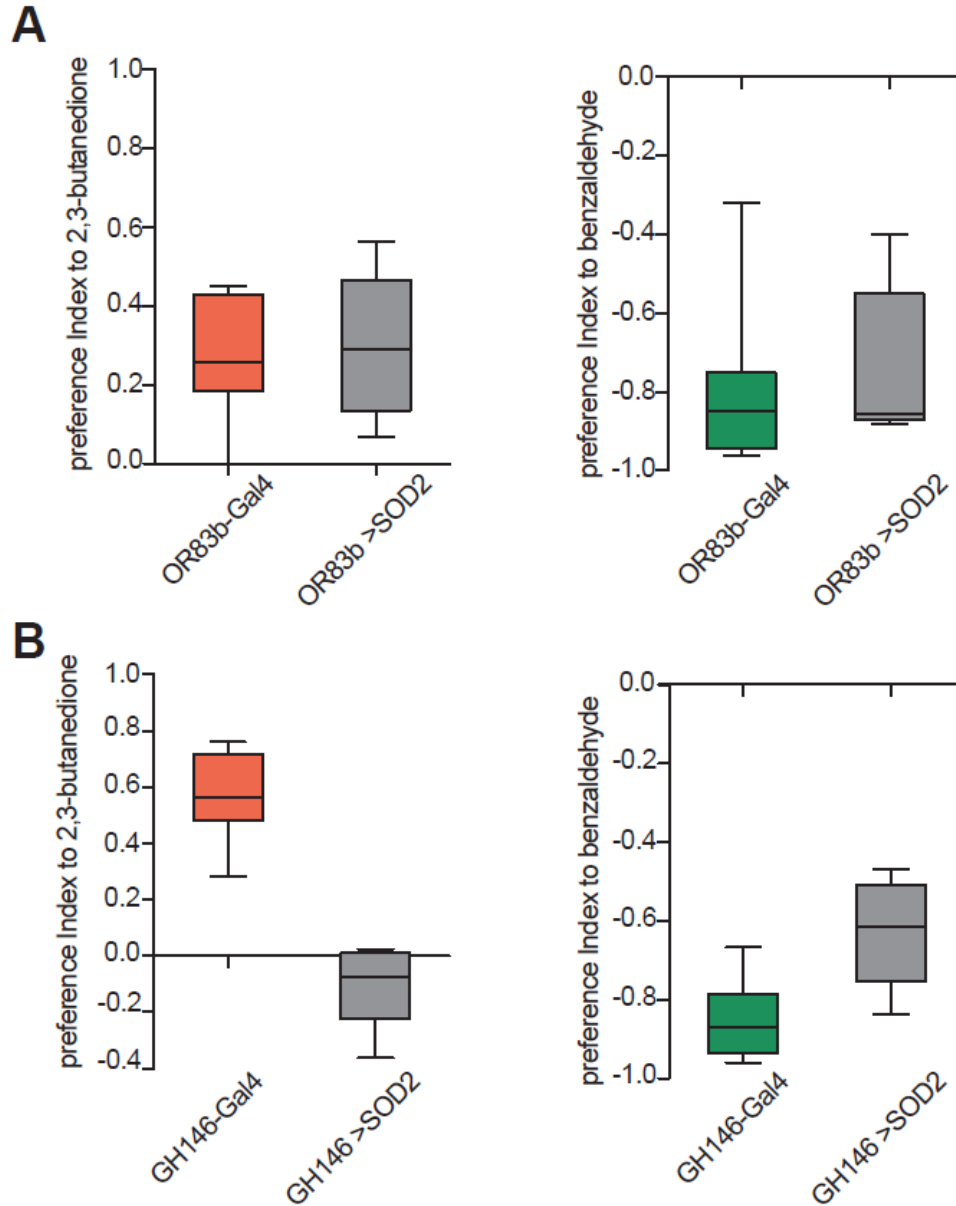 A
preference Index to 2,3-butanedione
1.0
0.8
0.6
0.4
0.2
0.0
OR83b-Gal4
OR83b >SOD2
preference Index to benzaldehyde
0.0
-0.2
-0.4
-0.6
-0.8
-1.0
OR83b-Gal4
OR83b >SOD2
B
preference Index to 2,3-butanedione
1.0
0.8
0.6
0.4
0.2
0.0
-0.2
-0.4
GH146-Gal4
GH146 >SOD2
preference Index to benzaldehyde
0.0
-0.2
-0.4
-0.6
-0.8
-1.0
GH146-Gal4
GH146 >SOD2